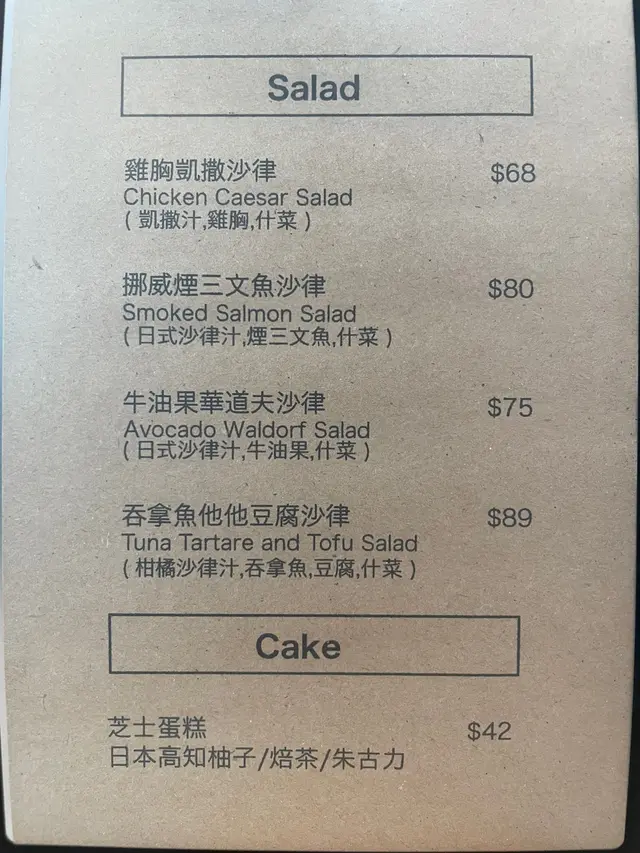 Salad
雞胸凱撒沙律 $68
Chicken Caesar Salad
( 凱撒汁,雞胸,什菜 )
挪威煙三文魚沙律 $80
Smoked Salmon Salad
( 日式沙律汁,煙三文魚,什菜 )
牛油果華道夫沙律 $75
Avocado Waldorf Salad
( 日式沙律汁,牛油果,什菜 )
吞拿魚他他豆腐沙律 $89
Tuna Tartare and Tofu Salad
( 柑橘沙律汁,吞拿魚,豆腐,什菜 )
Cake
芝士蛋糕 $42
日本高知柚子/焙茶/朱古力